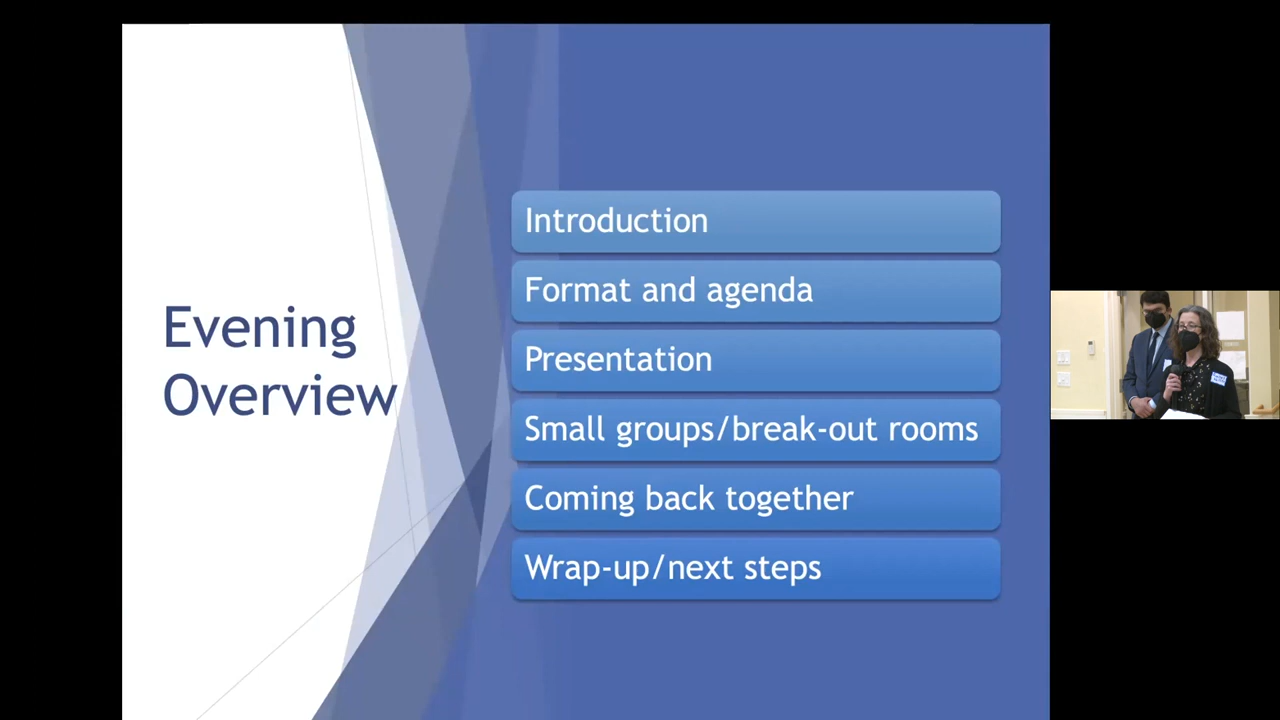 Evening
Overview
Introduction
Format and agenda
Presentation
Small groups/break-out rooms
Coming back together
Wrap-up/next steps